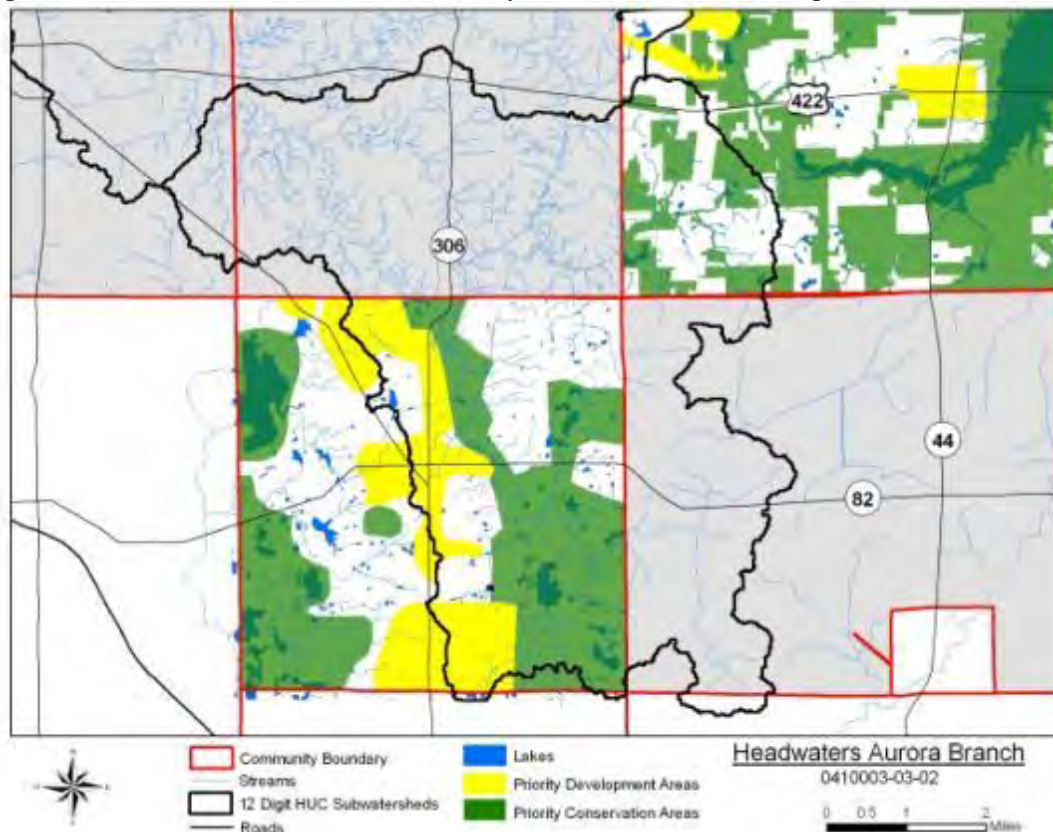 422
306
44
82
Community Boundary
Streams
12 Digit HUC Subwatersheds
Roads
Lakes
Priority Development Areas
Priority Conservation Areas
Headwaters Aurora Branch
0410003-03-02
0 0.5 1 2
Miles